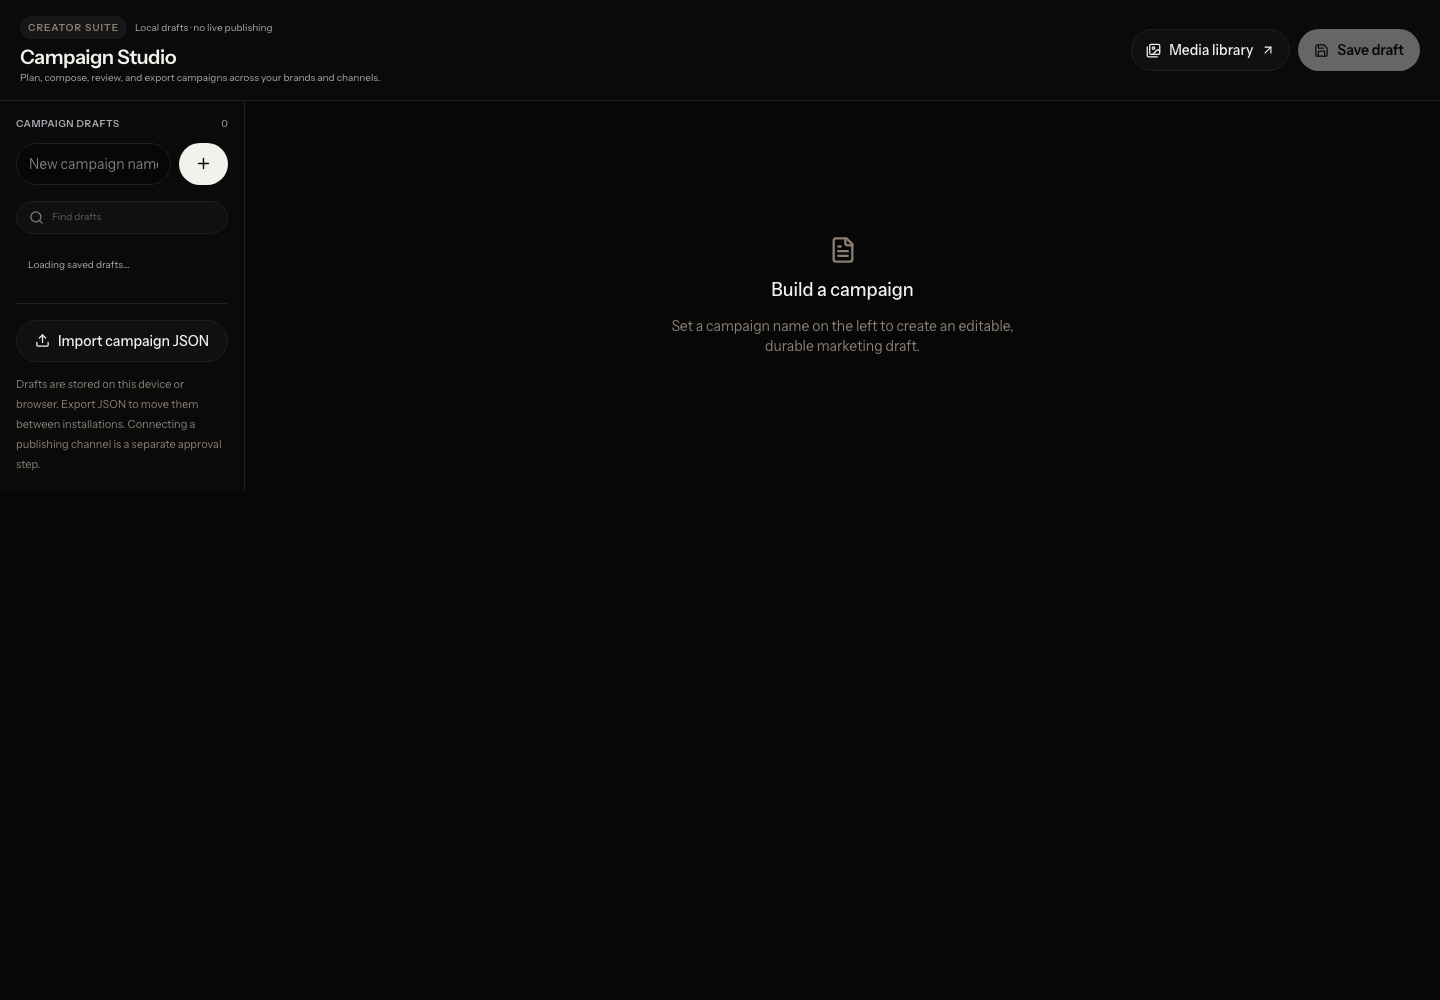 CREATOR SUITE
Local drafts · no live publishing
Campaign Studio
Plan, compose, review, and export campaigns across your brands and channels.
Media library
Save draft
CAMPAIGN DRAFTS
0
New campaign name
Find drafts
Loading saved drafts…
Import campaign JSON
Drafts are stored on this device or
browser. Export JSON to move them
between installations. Connecting a
publishing channel is a separate approval
step.
Build a campaign
Set a campaign name on the left to create an editable,
durable marketing draft.